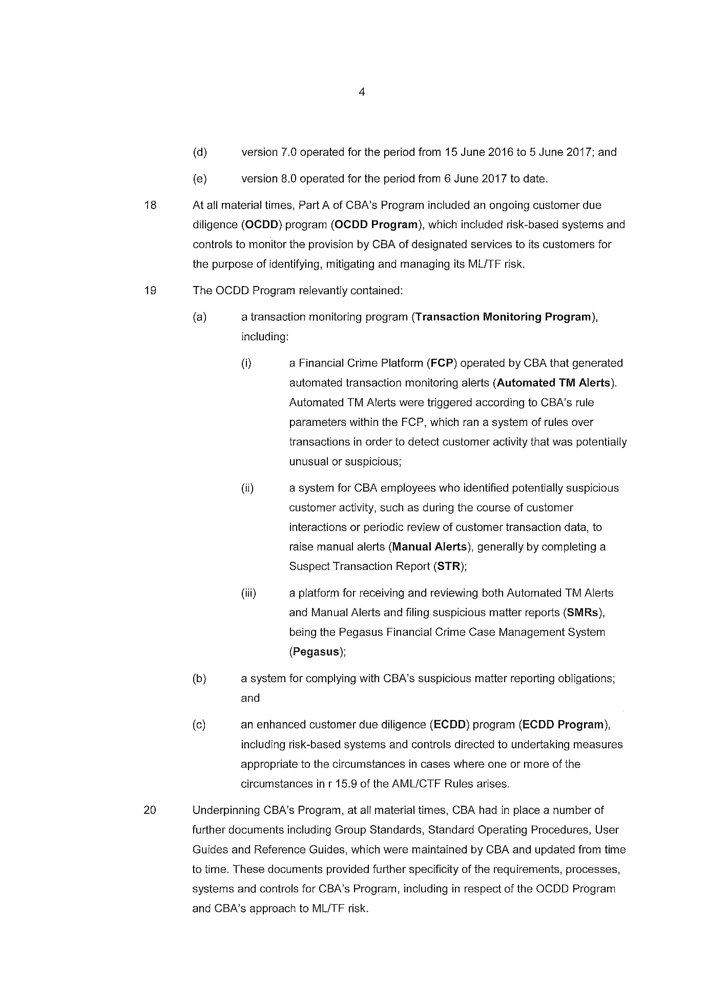 4
(d) version 7.0 operated for the period from 15 June 2016 to 5 June 2017; and
(e) version 8.0 operated for the period from 6 June 2017 to date.
18 At all material times, Part A of CBA's Program included an ongoing customer due
diligence (OCDD) program (OCDD Program), which included risk-based systems and
controls to monitor the provision by CBA of designated services to its customers for
the purpose of identifying, mitigating and managing its ML/TF risk.
19 The OCDD Program relevantly contained:
(a) a transaction monitoring program (Transaction Monitoring Program),
including:
(i) a Financial Crime Platform (FCP) operated by CBA that generated
automated transaction monitoring alerts (Automated TM Alerts).
Automated TM Alerts were triggered according to CBA's rule
parameters within the FCP, which ran a system of rules over
transactions in order to detect customer activity that was potentially
unusual or suspicious;
(ii) a system for CBA employees who identified potentially suspicious
customer activity, such as during the course of customer
interactions or periodic review of customer transaction data, to
raise manual alerts (Manual Alerts), generally by completing a
Suspect Transaction Report (STR);
(iii) a platform for receiving and reviewing both Automated TM Alerts
and Manual Alerts and filing suspicious matter reports (SMRs),
being the Pegasus Financial Crime Case Management System
(Pegasus);
(b) a system for complying with CBA's suspicious matter reporting obligations;
and
(c) an enhanced customer due diligence (ECDD) program (ECDD Program),
including risk-based systems and controls directed to undertaking measures
appropriate to the circumstances in cases where one or more of the
circumstances in r 15.9 of the AML/CTF Rules arises.
20 Underpinning CBA's Program, at all material times, CBA had in place a number of
further documents including Group Standards, Standard Operating Procedures, User
Guides and Reference Guides, which were maintained by CBA and updated from time
to time. These documents provided further specificity of the requirements, processes,
systems and controls for CBA's Program, including in respect of the OCDD Program
and CBA's approach to ML/TF risk.